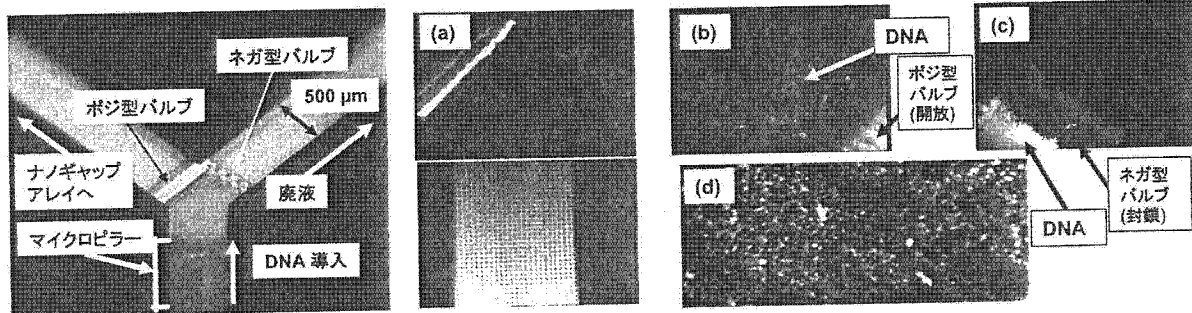 ネガ型バルブ
ポジ型バルブ
500 µm
ナノギャップ
アレイへ
廃液
マイクロピラー
DNA 導入
(a)
(b)
DNA
ポジ型
バルブ
(開放)
(c)
(d)
ネガ型
バルブ
(封鎖)
DNA